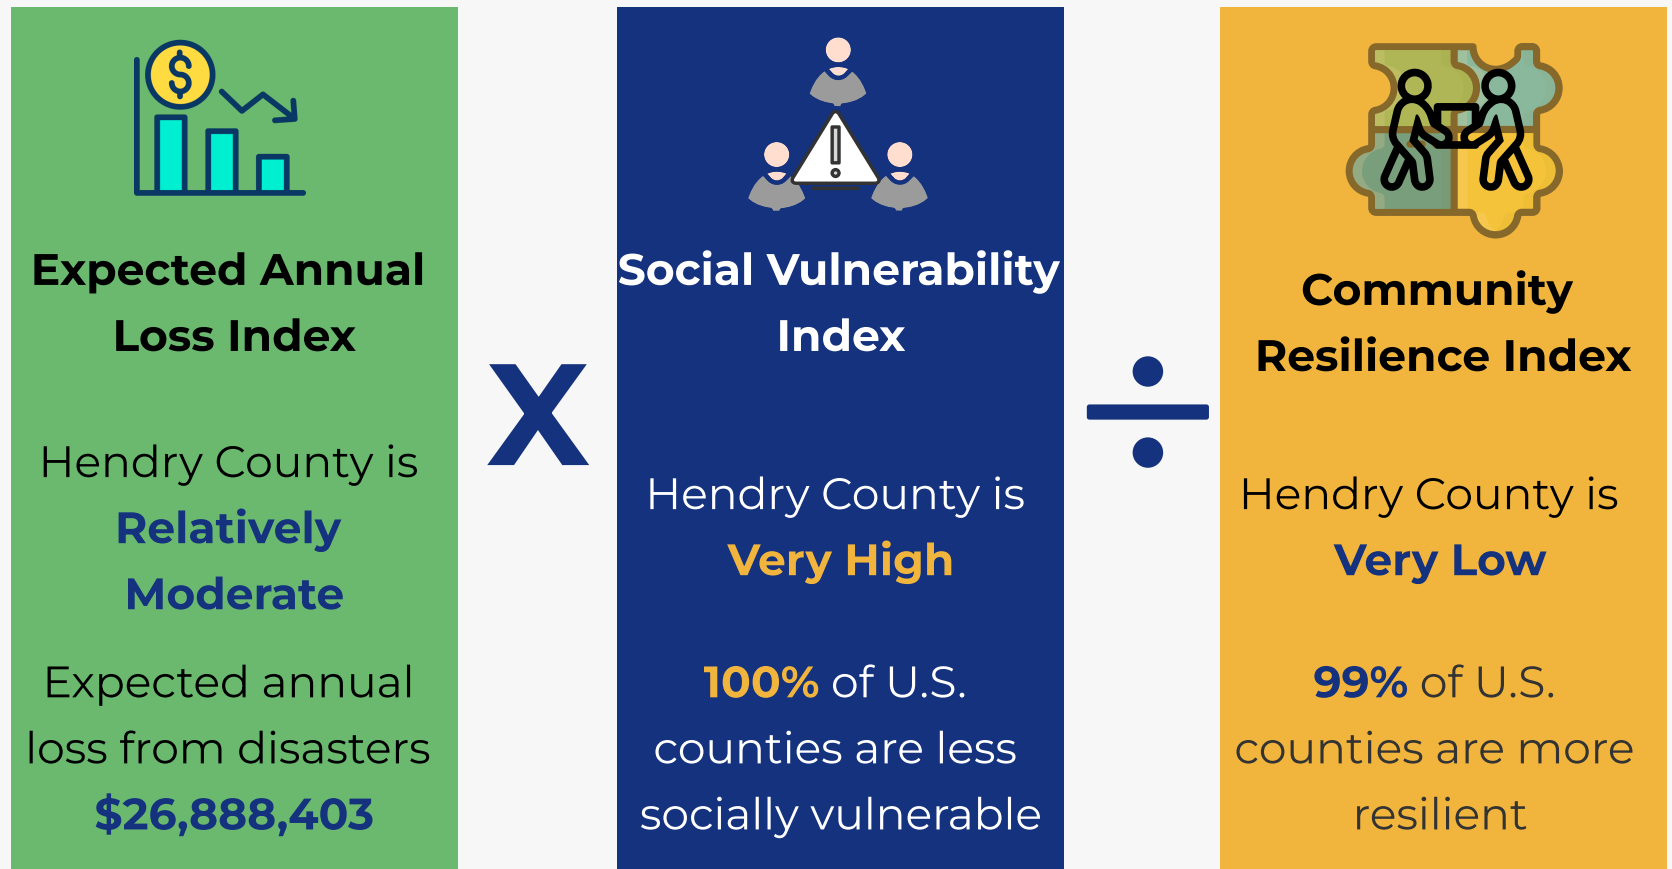 $
Expected Annual
Loss Index
Hendry County is
Relatively
Moderate
Expected annual
loss from disasters
$26,888,403
X
!
Social Vulnerability
Index
Hendry County is
Very High
100% of U.S.
counties are less
socially vulnerable
÷
Community
Resilience Index
Hendry County is
Very Low
99% of U.S.
counties are more
resilient